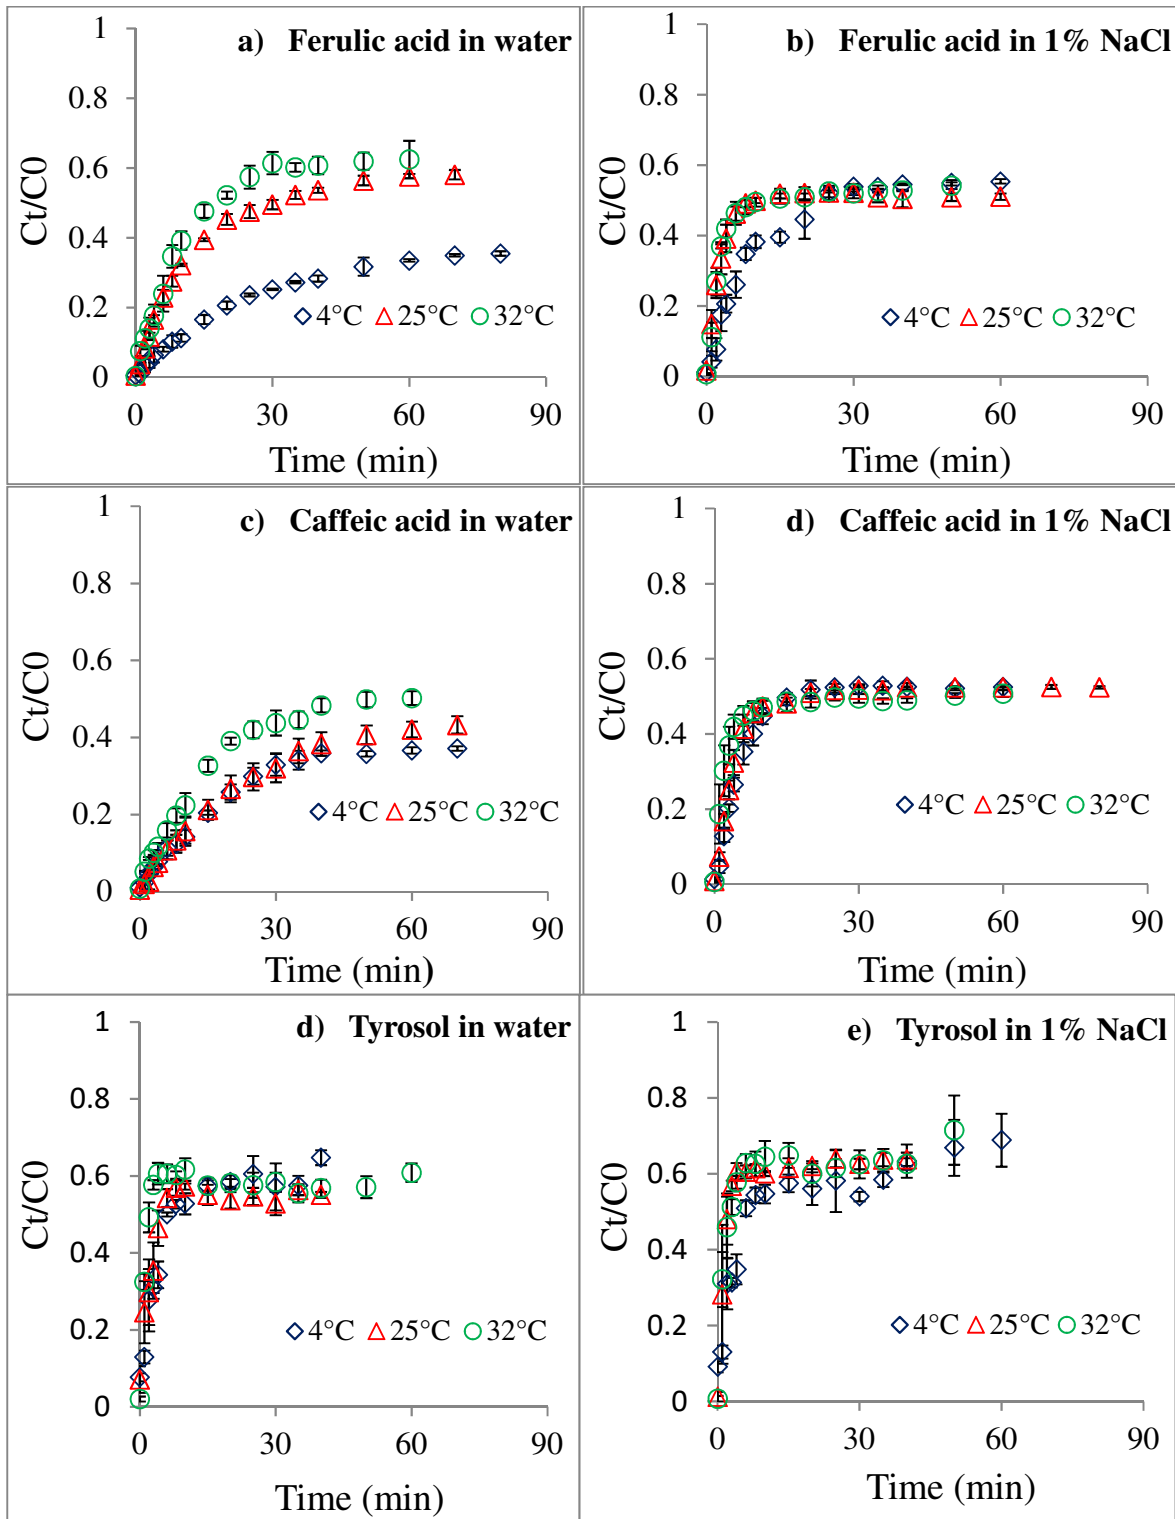 a) Ferulic acid in water
1
0.8
0.6
0.4
0.2
0
Ct/C0
4°C 25°C 32°C
0 30 60 90
Time (min)
b) Ferulic acid in 1% NaCl
1
0.8
0.6
0.4
0.2
0
Ct/C0
4°C 25°C 32°C
0 30 60 90
Time (min)
c) Caffeic acid in water
1
0.8
0.6
0.4
0.2
0
Ct/C0
4°C 25°C 32°C
0 30 60 90
Time (min)
d) Caffeic acid in 1% NaCl
1
0.8
0.6
0.4
0.2
0
Ct/C0
4°C 25°C 32°C
0 30 60 90
Time (min)
d) Tyrosol in water
1
0.8
0.6
0.4
0.2
0
Ct/C0
4°C 25°C 32°C
0 30 60 90
Time (min)
e) Tyrosol in 1% NaCl
1
0.8
0.6
0.4
0.2
0
Ct/C0
4°C 25°C 32°C
0 30 60 90
Time (min)